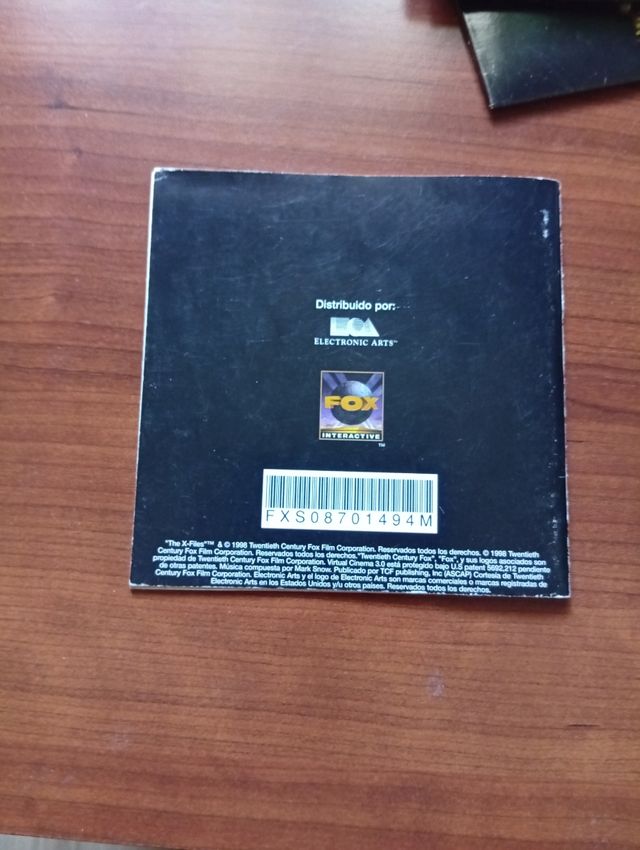 Distribuido por:
ELECTRONIC ARTS™
FOX
INTERACTIVE
™
FXS08701494M
"The X-Files"™ & © 1998 Twentieth Century Fox Film Corporation. Reservados todos los derechos. © 1998 Twentieth
Century Fox Film Corporation. Reservados todos los derechos."Twentieth Century Fox", "Fox", y sus logos asociados son
propiedad de Twentieth Century Fox Film Corporation. Virtual Cinema 3.0 está protegido bajo U.S patent 5692,212 pendiente
de otras patentes. Música compuesta por Mark Snow. Publicado por TCF publishing, Inc (ASCAP) Cortesía de Twentieth
Century Fox Film Corporation. Electronic Arts y el logo de Electronic Arts son marcas comerciales o marcas registradas de
Electronic Arts en los Estados Unidos y/u otros países. Reservados todos los derechos.